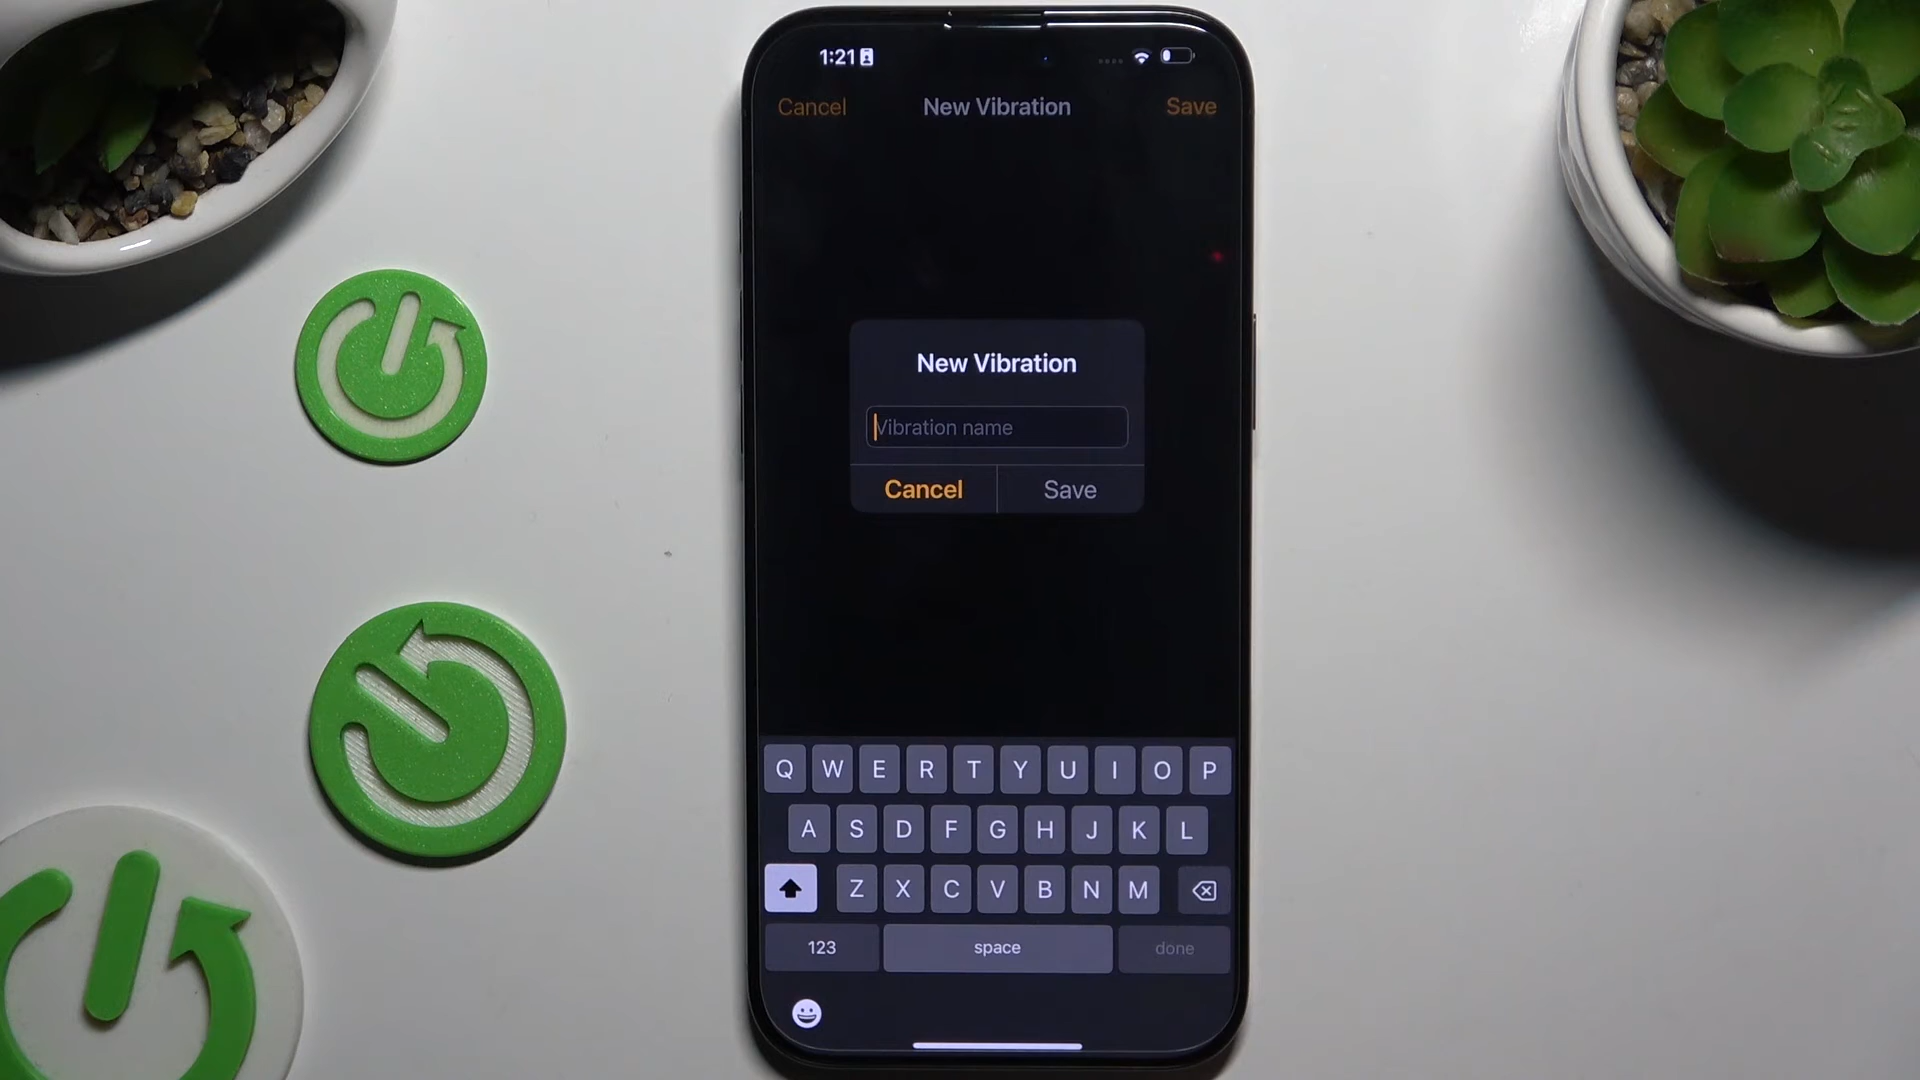 1:21
Cancel New Vibration Save
New Vibration
Vibration name
Cancel Save
Q W E R T Y U I O P
A S D F G H J K L
Z X C V B N M
123 space done